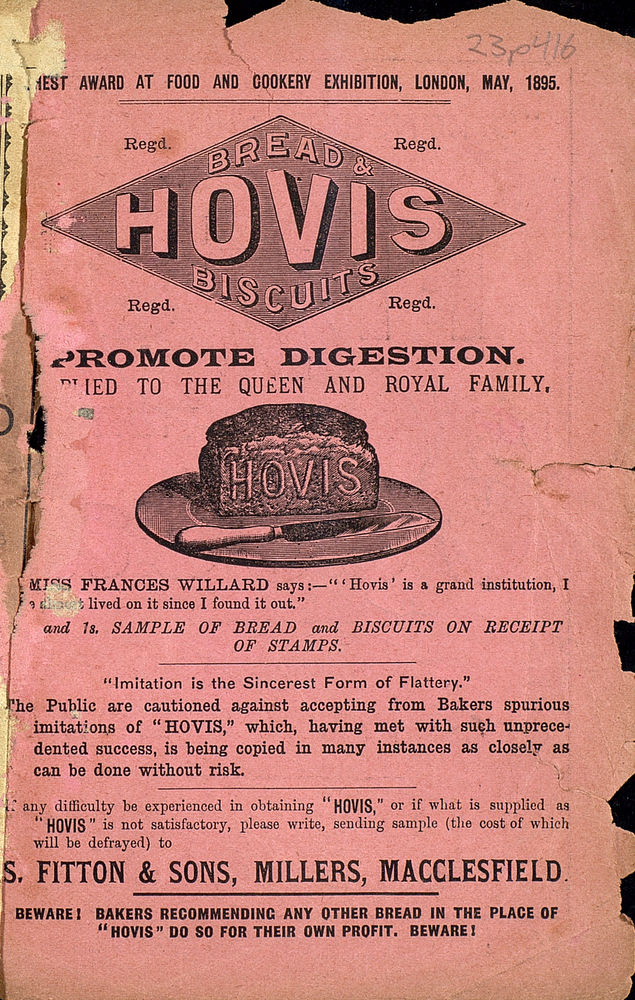 23p416
HEST AWARD AT FOOD AND COOKERY EXHIBITION, LONDON, MAY, 1895.
Regd. Regd.
BREAD &
HOVIS
BISCUITS
Regd. Regd.
PROMOTE DIGESTION.
PLIED TO THE QUEEN AND ROYAL FAMILY.
HOVIS
MISS FRANCES WILLARD says:—"'Hovis' is a grand institution, I
lived on it since I found it out."
and 1s. SAMPLE OF BREAD and BISCUITS ON RECEIPT
OF STAMPS.
"Imitation is the Sincerest Form of Flattery."
The Public are cautioned against accepting from Bakers spurious
imitations of "HOVIS," which, having met with such unprece-
dented success, is being copied in many instances as closely as
can be done without risk.
any difficulty be experienced in obtaining "HOVIS," or if what is supplied as
"HOVIS" is not satisfactory, please write, sending sample (the cost of which
will be defrayed) to
S. FITTON & SONS, MILLERS, MACCLESFIELD.
BEWARE! BAKERS RECOMMENDING ANY OTHER BREAD IN THE PLACE OF
"HOVIS" DO SO FOR THEIR OWN PROFIT. BEWARE!